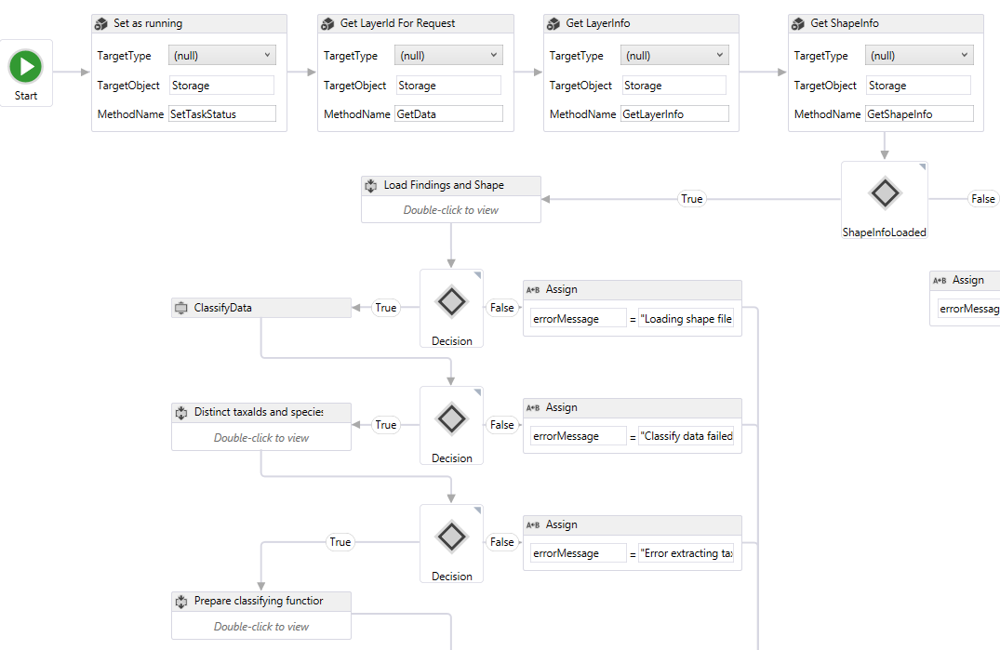 Start
Set as running
TargetType (null)
TargetObject Storage
MethodName SetTaskStatus
Get LayerId For Request
TargetType (null)
TargetObject Storage
MethodName GetData
Get LayerInfo
TargetType (null)
TargetObject Storage
MethodName GetLayerInfo
Get ShapeInfo
TargetType (null)
TargetObject Storage
MethodName GetShapeInfo
Load Findings and Shape
Double-click to view
True
ShapeInfoLoaded
False
A+B Assign
errorMessag
ClassifyData
True
Decision
False
A+B Assign
errorMessage = "Loading shape file
Distinct taxaIds and species
Double-click to view
True
Decision
False
A+B Assign
errorMessage = "Classify data failed
True
Decision
False
A+B Assign
errorMessage = "Error extracting tax
Prepare classifying function
Double-click to view